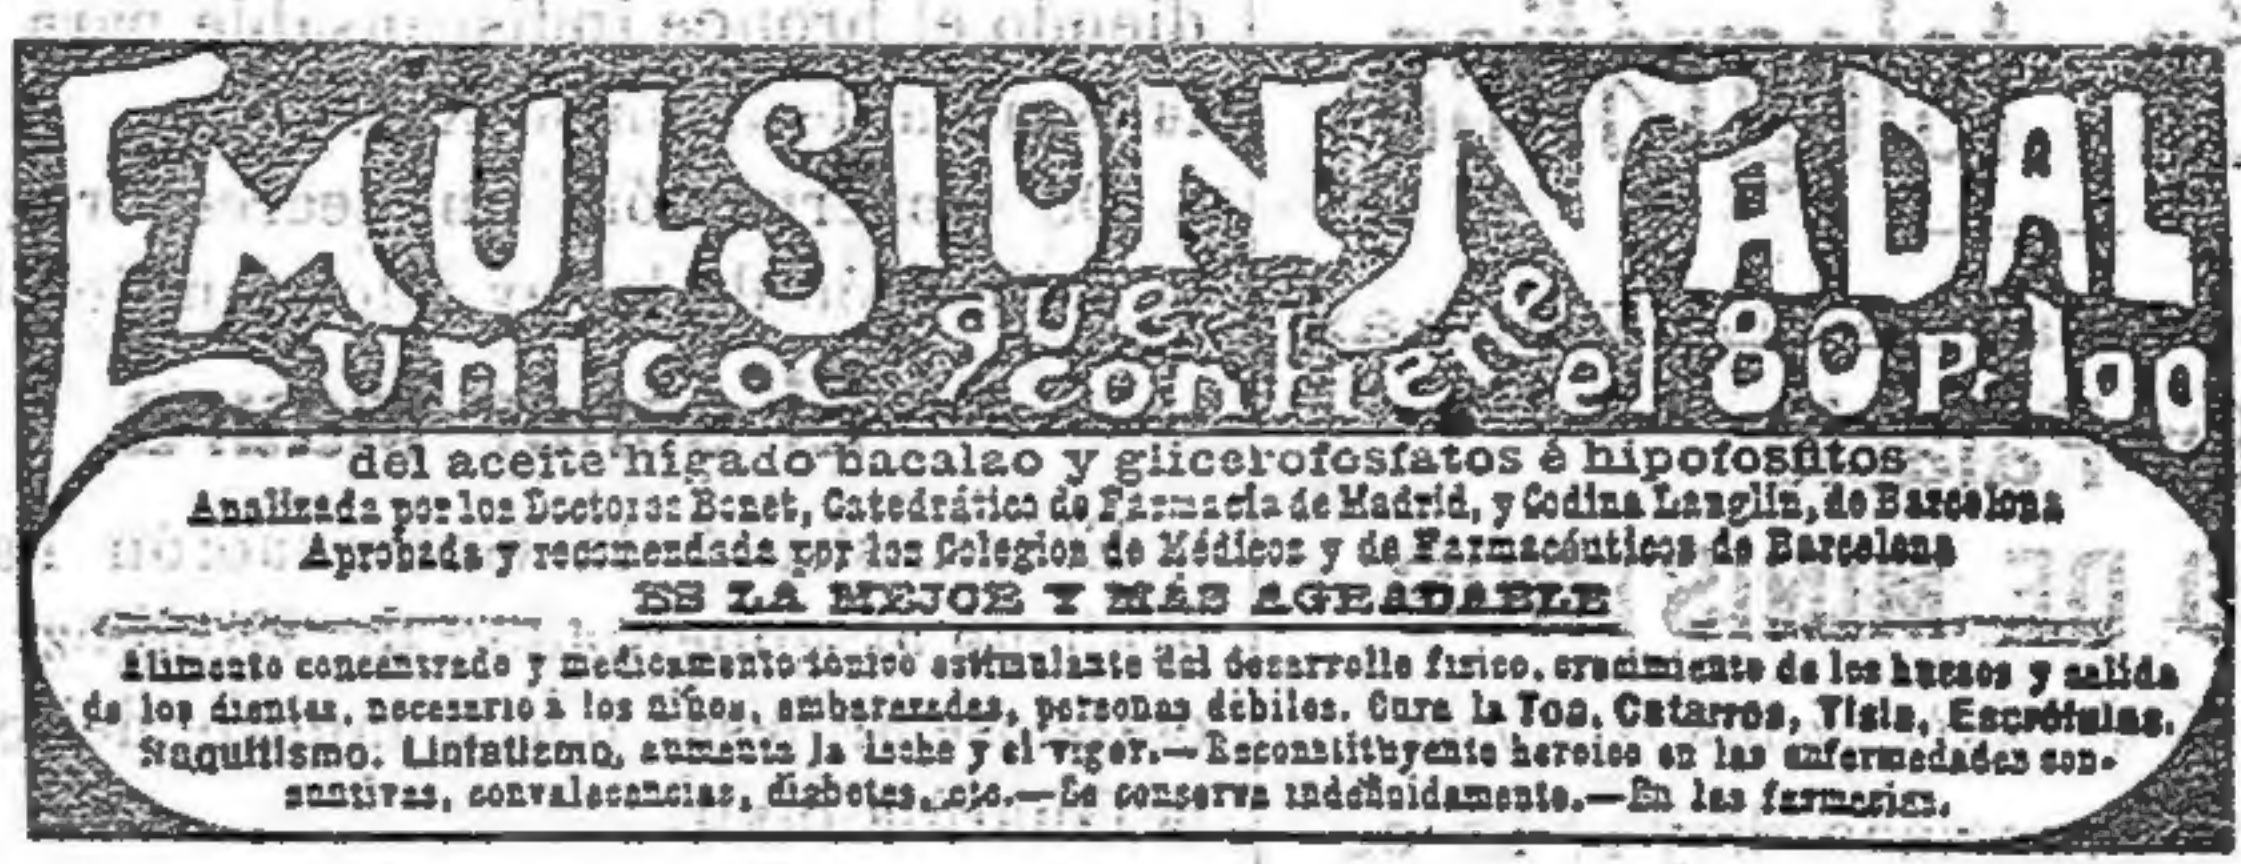 EMULSION NADAL
Unica que contiene el 80 p. 100
del aceite hígado bacalao y glicerofosfatos é hipofosfitos
Analizada por los Doctores Bonet, Catedrático de Farmacia de Madrid, y Codina Langlin, de Barcelona
Aprobada y recomendada por los Colegios de Médicos y de Farmacéuticos de Barcelona
ES LA MEJOR Y MÁS AGRADABLE
Alimento concentrado y medicamento tónico estimulante del desarrollo físico, crecimiento de los huesos y salida
de los dientes, necesario à los niños, embarazadas, personas débiles. Cura la Tos, Catarros, Tisis, Escrófulas,
Raquitismo, Linfatismo, aumenta la leche y el vigor.—Reconstituyente heroico en las enfermedades con-
suntivas, convalecencias, diabetes, etc.—Se conserva indefinidamente.—En las farmacias.